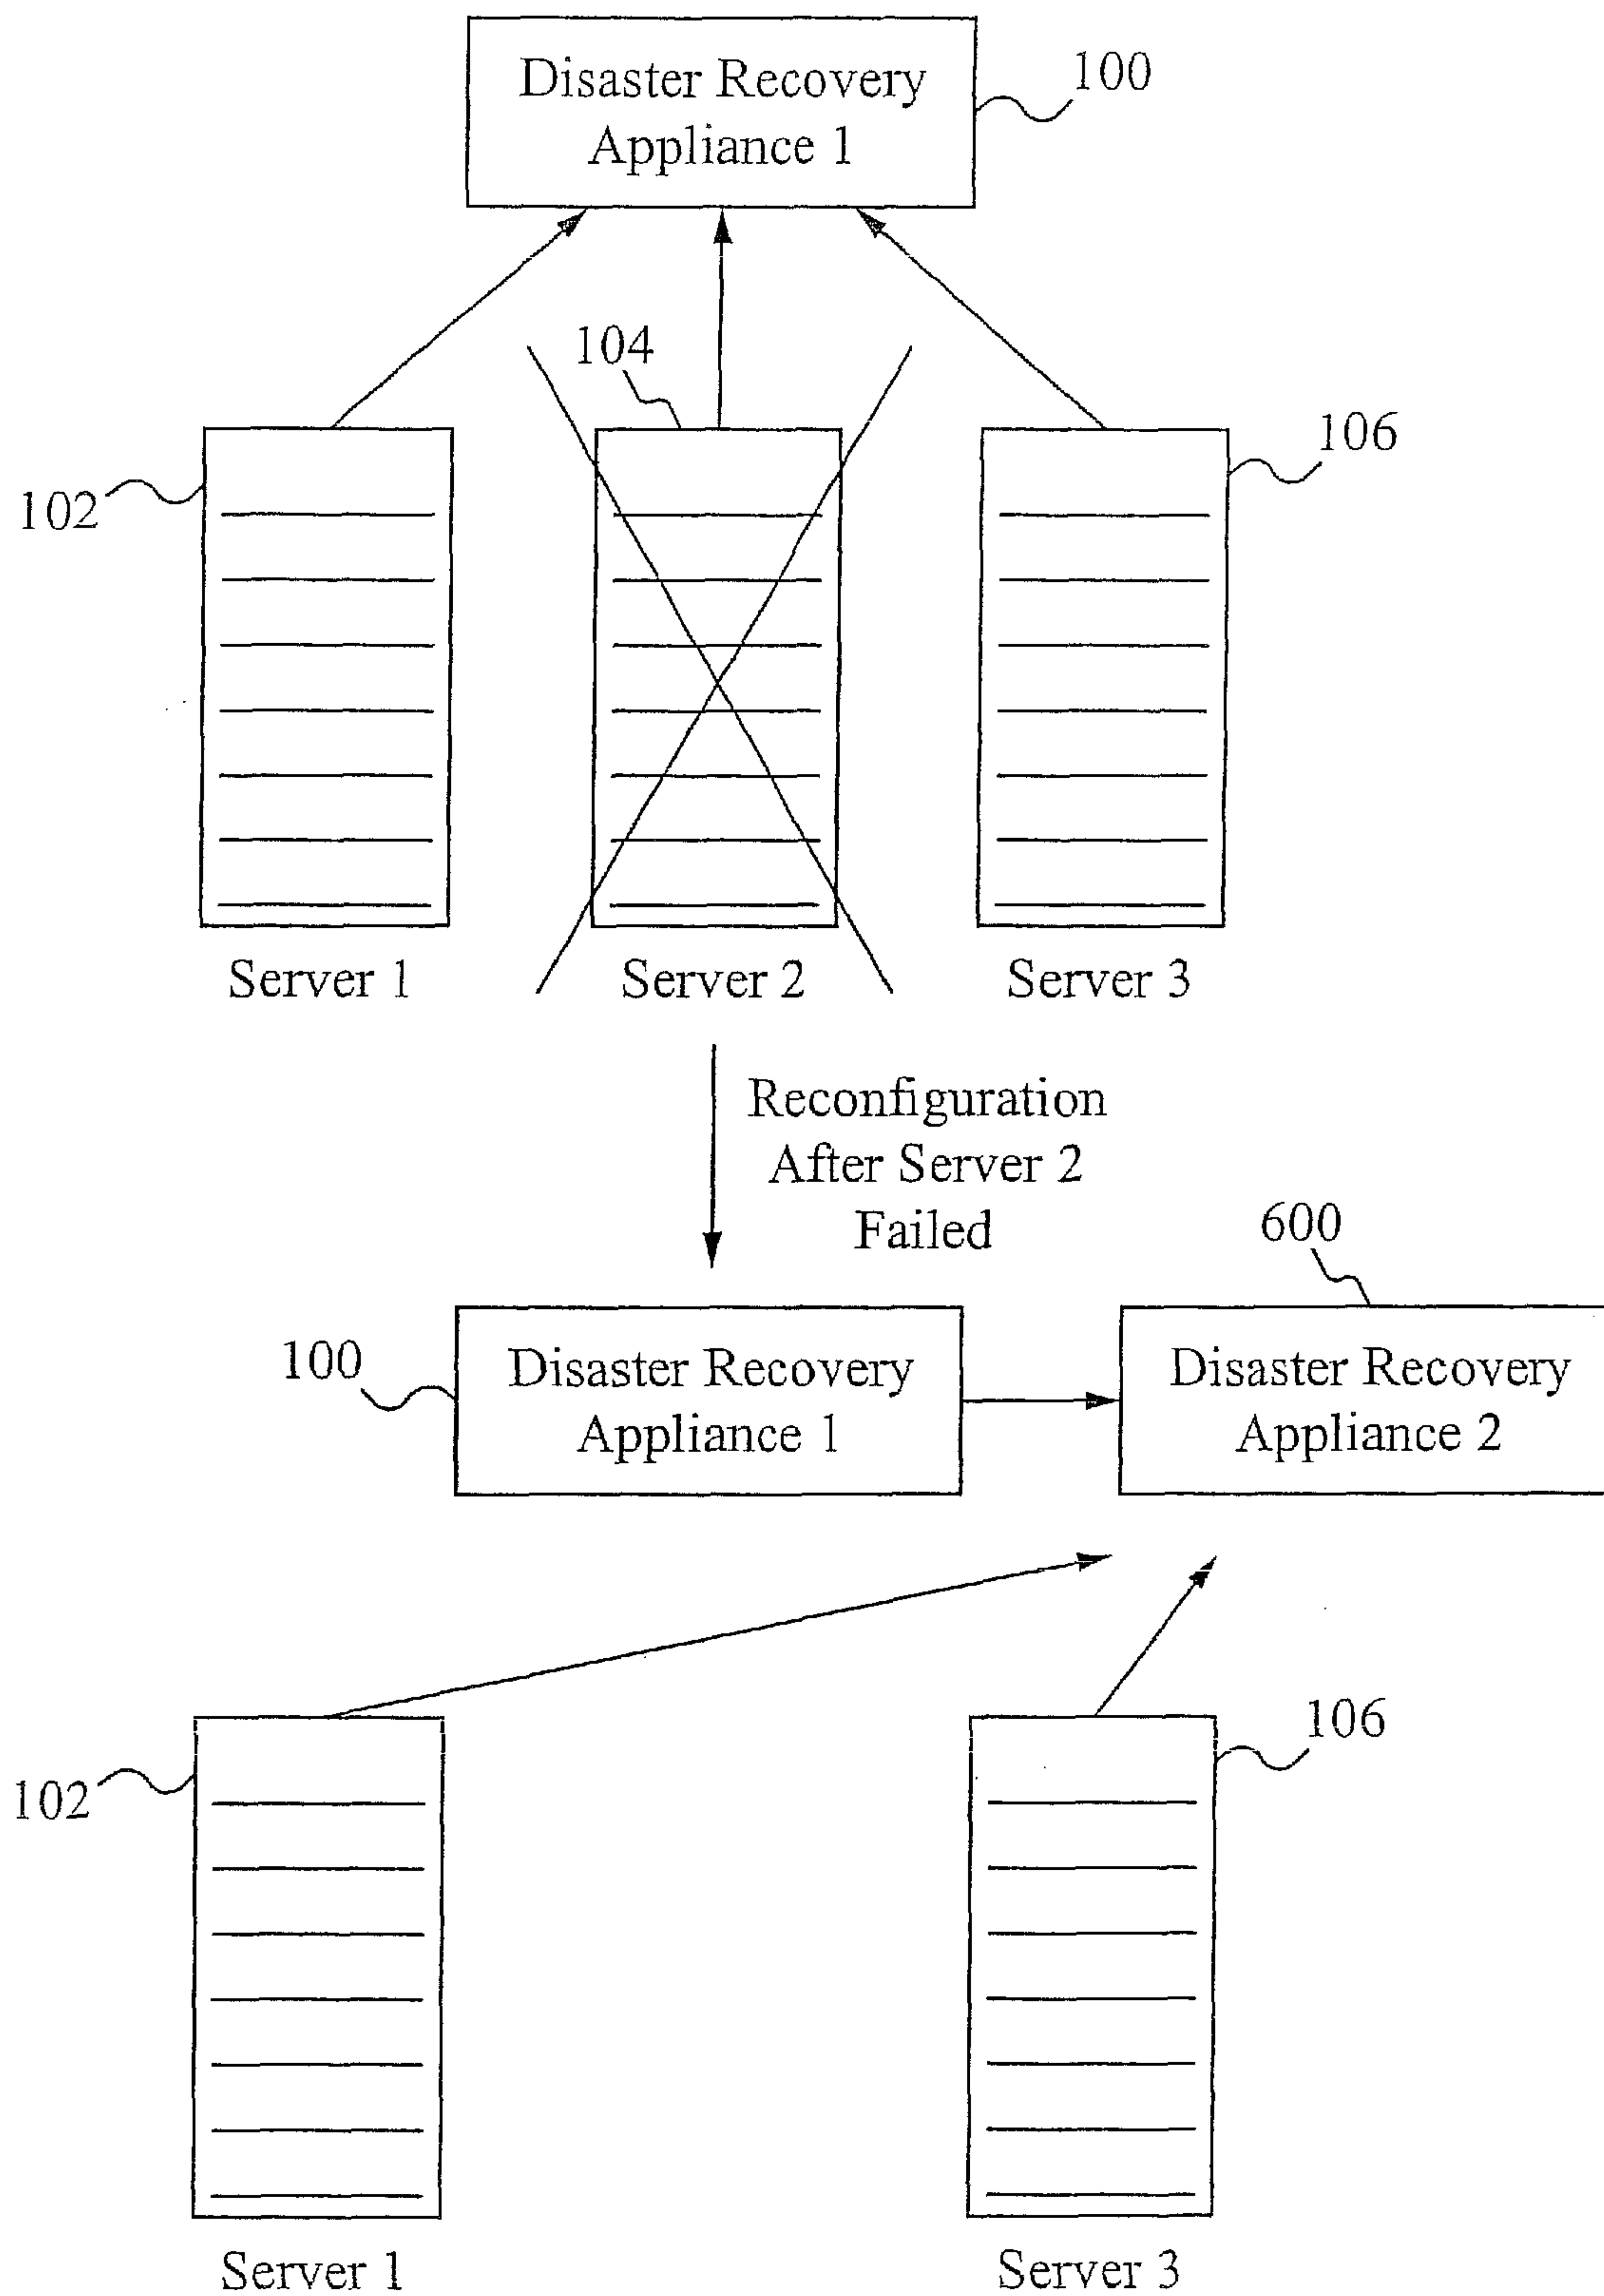 Disaster Recovery
Appliance 1
100
104
106
102
Server 1
Server 2
Server 3
Reconfiguration
After Server 2
Failed
600
100
Disaster Recovery
Appliance 1
Disaster Recovery
Appliance 2
106
102
Server 1
Server 3